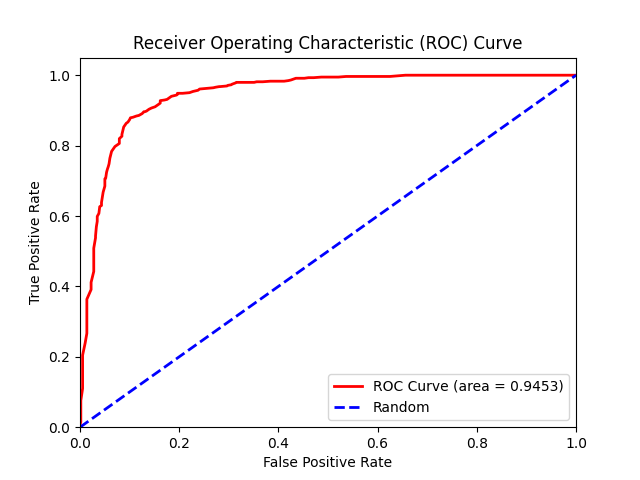 Receiver Operating Characteristic (ROC) Curve
1.0
0.8
0.6
0.4
0.2
0.0
True Positive Rate
ROC Curve (area = 0.9453)
Random
0.0 0.2 0.4 0.6 0.8 1.0
False Positive Rate